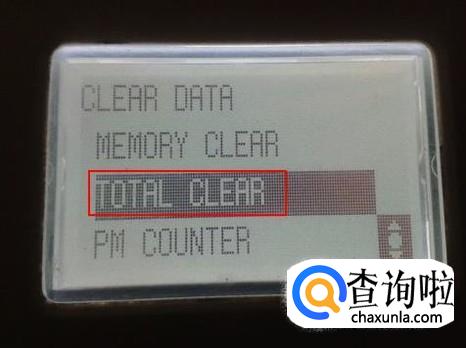 CLEAR DATA
MEMORY CLEAR
TOTAL CLEAR
PM COUNTER
查询啦
chaxunla.com